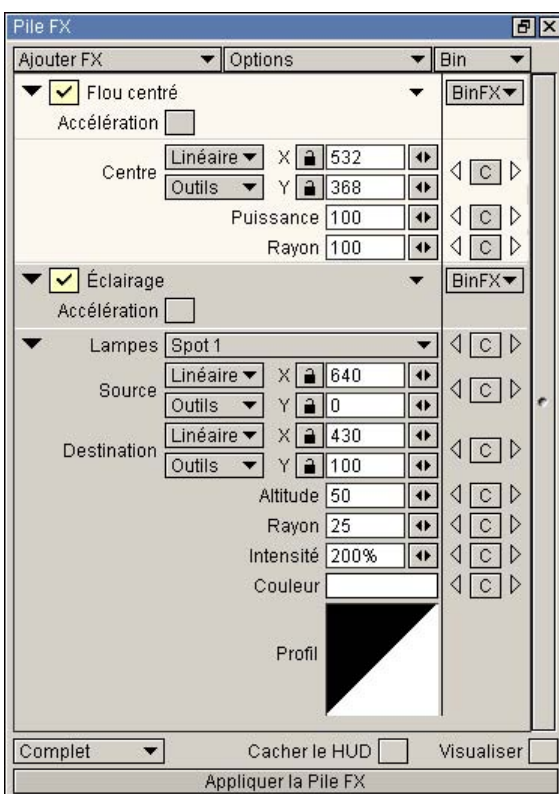 Pile FX
Ajouter FX Options Bin
Flou centré BinFX
Accélération
Linéaire X 532
Centre C
Outils Y 368
Puissance 100 C
Rayon 100 C
Éclairage BinFX
Accélération
Lampes Spot 1 C
Linéaire X 640
Source C
Outils Y 0
Linéaire X 430
Destination C
Outils Y 100
Altitude 50 C
Rayon 25 C
Intensité 200% C
Couleur C
Profil
Complet Cacher le HUD Visualiser
Appliquer la Pile FX